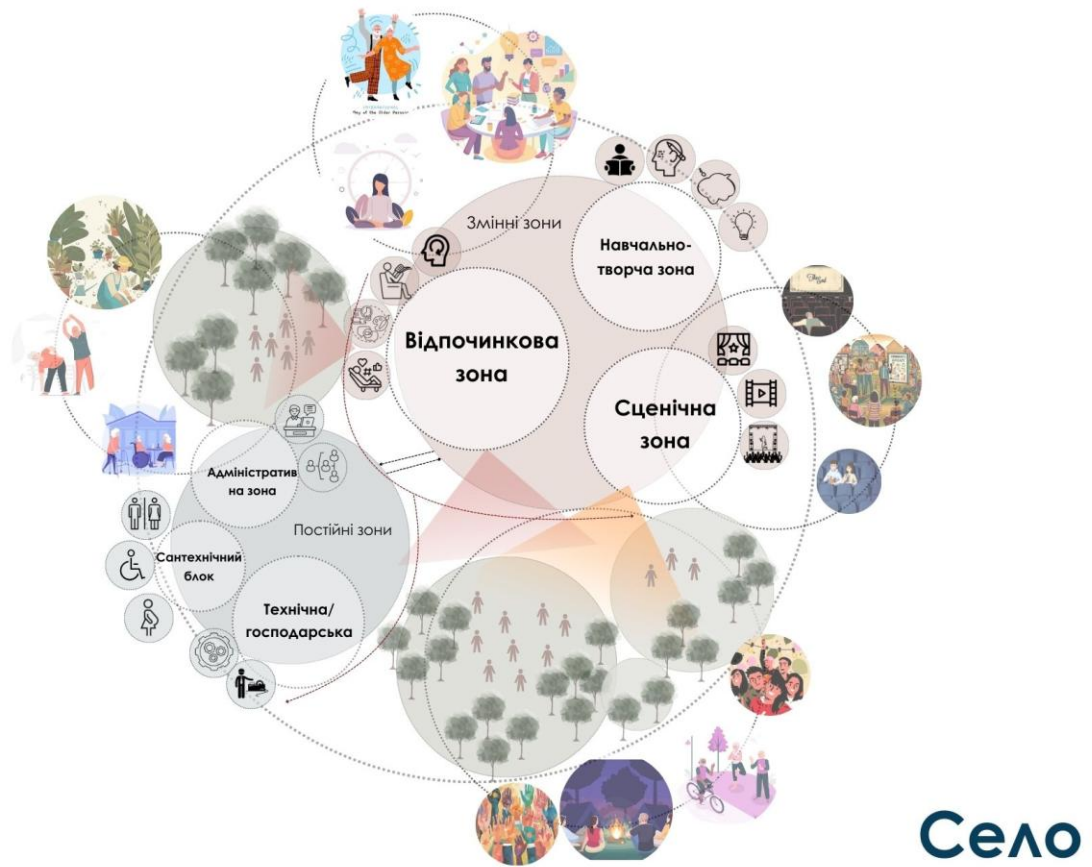 Змінні зони
Навчально-
творча зона
Відпочинкова
зона
Сценічна
зона
Адміністратив
на зона
Постійні зони
Сантехнічний
блок
Технічна/
господарська
Село